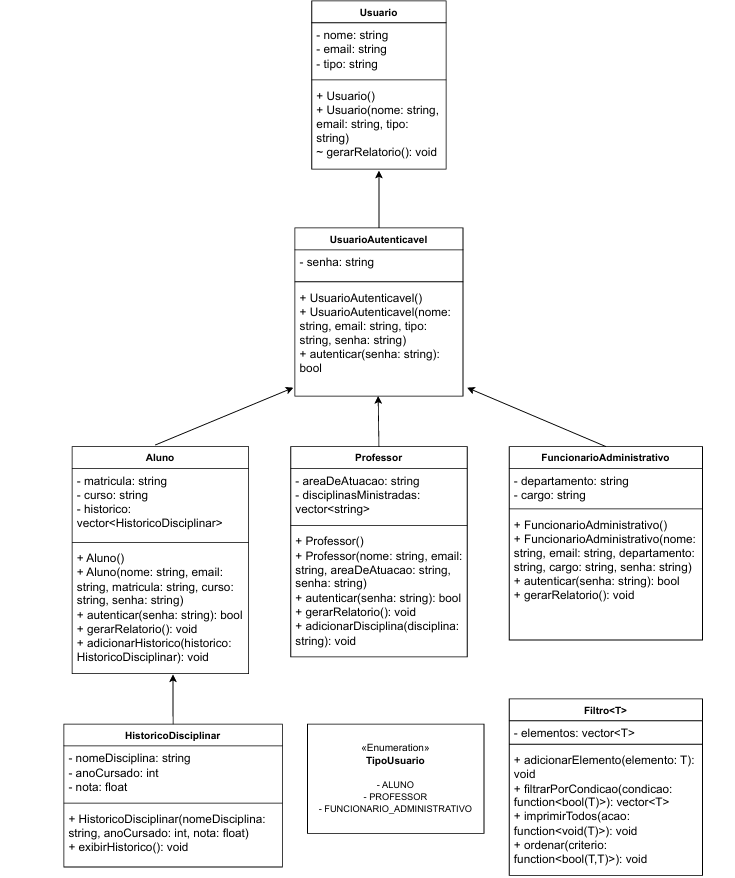 Usuario
- nome: string
- email: string
- tipo: string
+ Usuario()
+ Usuario(nome: string,
email: string, tipo:
string)
~ gerarRelatorio(): void
UsuarioAutenticavel
- senha: string
+ UsuarioAutenticavel()
+ UsuarioAutenticavel(nome:
string, email: string, tipo:
string, senha: string)
+ autenticar(senha: string):
bool
Aluno
- matricula: string
- curso: string
- historico:
vector<HistoricoDisciplinar>
+ Aluno()
+ Aluno(nome: string, email:
string, matricula: string, curso:
string, senha: string)
+ autenticar(senha: string): bool
+ gerarRelatorio(): void
+ adicionarHistorico(historico:
HistoricoDisciplinar): void
Professor
- areaDeAtuacao: string
- disciplinasMinistradas:
vector<string>
+ Professor()
+ Professor(nome: string, email:
string, areaDeAtuacao: string,
senha: string)
+ autenticar(senha: string): bool
+ gerarRelatorio(): void
+ adicionarDisciplina(disciplina:
string): void
FuncionarioAdministrativo
- departamento: string
- cargo: string
+ FuncionarioAdministrativo()
+ FuncionarioAdministrativo(nome:
string, email: string, departamento:
string, cargo: string, senha: string)
+ autenticar(senha: string): bool
+ gerarRelatorio(): void
HistoricoDisciplinar
- nomeDisciplina: string
- anoCursado: int
- nota: float
+ HistoricoDisciplinar(nomeDisciplina:
string, anoCursado: int, nota: float)
+ exibirHistorico(): void
«Enumeration»
TipoUsuario
- ALUNO
- PROFESSOR
- FUNCIONARIO_ADMINISTRATIVO
Filtro<T>
- elementos: vector<T>
+ adicionarElemento(elemento: T):
void
+ filtrarPorCondicao(condicao:
function<bool(T)>): vector<T>
+ imprimirTodos(acao:
function<void(T)>): void
+ ordenar(criterio:
function<bool(T,T)>): void